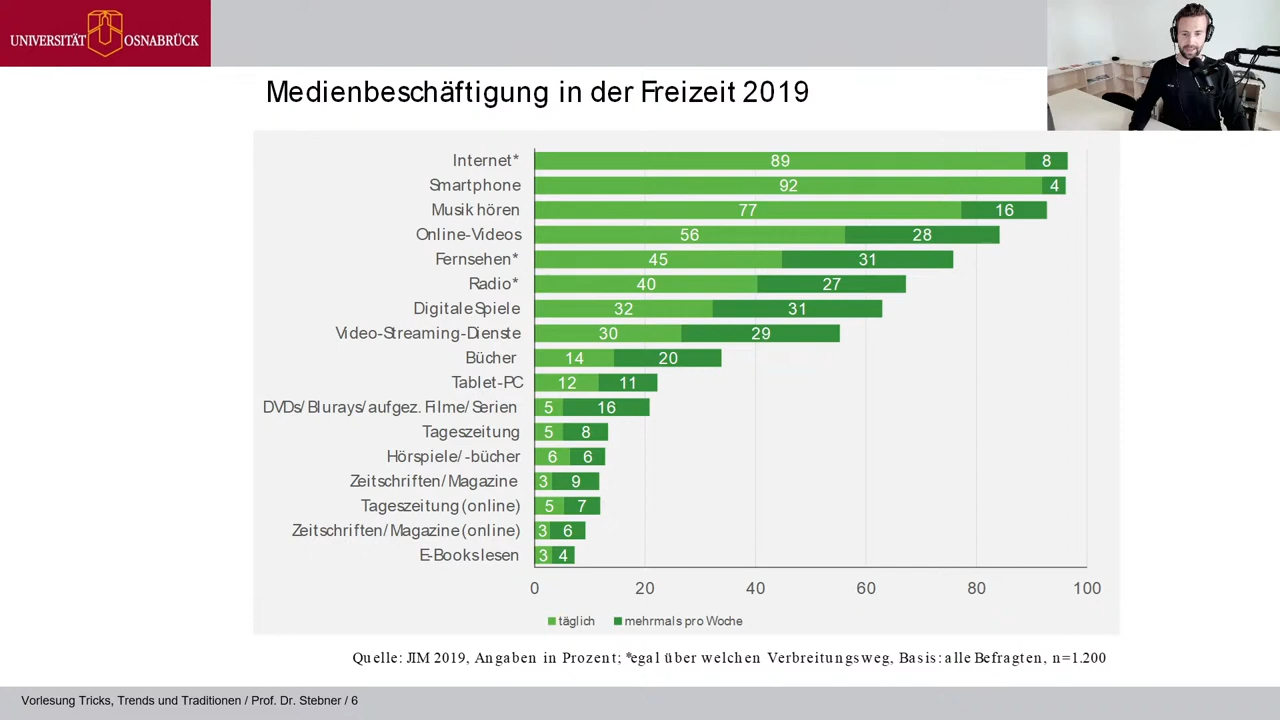 UNIVERSITÄT OSNABRÜCK
Medienbeschäftigung in der Freizeit 2019
Internet* 89 8
Smartphone 92 4
Musik hören 77 16
Online-Videos 56 28
Fernsehen* 45 31
Radio* 40 27
Digitale Spiele 32 31
Video-Streaming-Dienste 30 29
Bücher 14 20
Tablet-PC 12 11
DVDs/Blurays/aufgez. Filme/Serien 5 16
Tageszeitung 5 8
Hörspiele/-bücher 6 6
Zeitschriften/Magazine 3 9
Tageszeitung (online) 5 7
Zeitschriften/Magazine (online) 3 6
E-Books lesen 3 4
0 20 40 60 80 100
täglich mehrmals pro Woche
Quelle: JIM 2019, Angaben in Prozent; *egal über welchen Verbreitungsweg, Basis: alle Befragten, n=1.200
Vorlesung Tricks, Trends und Traditionen / Prof. Dr. Stebner / 6